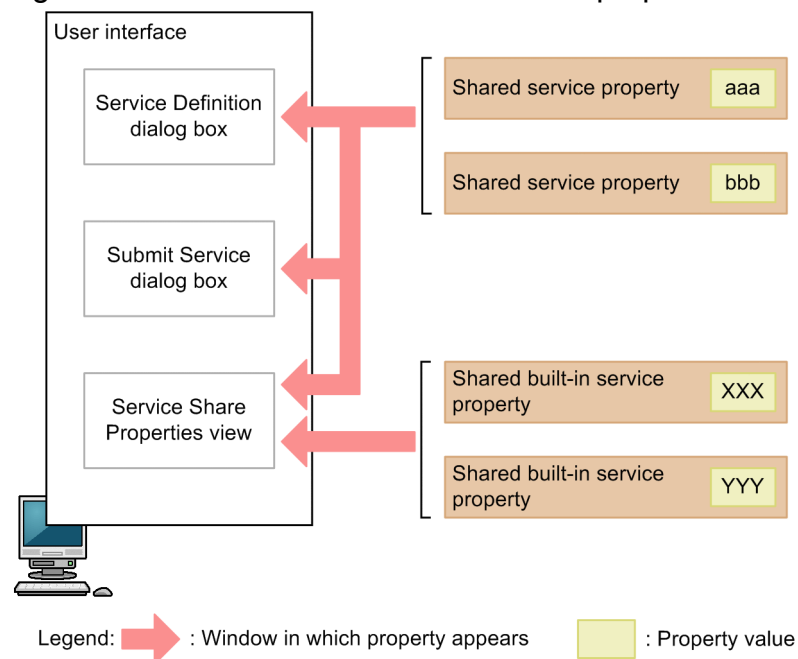 User interface
Service Definition
dialog box
Submit Service
dialog box
Service Share
Properties view
Shared service property
aaa
Shared service property
bbb
Shared built-in service
property
XXX
Shared built-in service
property
YYY
Legend:
: Window in which property appears
: Property value